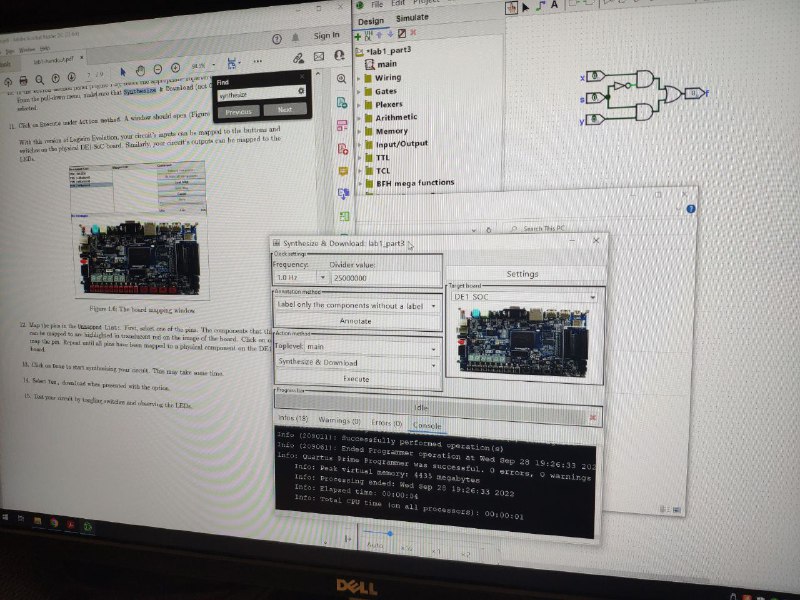 lab1-handout.pdf
Sign In
Find
synthesize
Previous
Next
From the pull-down menu, make sure that Synthesize & Download (not
selected.
11. Click on Execute under Action method. A window should open (Figure
With this version of Logisim Evolution, your circuit's inputs can be mapped to the buttons and
switches on the physical DE1-SoC board. Similarly, your circuit's outputs can be mapped to the
LEDs.
Figure 1.6: The board mapping window
12. Map the pins in the Unmapped List: First, select one of the pins. The components that
can be mapped to are highlighted in translucent red on the image of the board. Click on
map the pin. Repeat until all pins have been mapped to a physical component on the DE1
board.
13. Click on Done to start synthesizing your circuit. This may take some time.
14. Select Yes, download when presented with the option.
15. Test your circuit by toggling switches and observing the LEDs.
File
Edit
Design
Simulate
*lab1_part3
main
Wiring
Gates
Plexers
Arithmetic
Memory
Input/Output
TTL
TCL
BFH mega functions
A
x
s
y
f
Search This PC
Synthesize & Download: lab1_part3
Clock settings
Frequency:
Divider value:
1.0 Hz
25000000
Annotation method
Label only the components without a label
Annotate
Action method
Toplevel:
main
Synthesize & Download
Execute
Settings
Target board
DE1_SOC
Progress
Idle
Infos (18)
Warnings (0)
Errors (0)
Console
Info (209011): Successfully performed operation(s)
Info (209061): Ended Programmer operation at Wed Sep 28 19:26:33 202
Info: Quartus Prime Programmer was successful. 0 errors, 0 warnings
Info: Peak virtual memory: 4435 megabytes
Info: Processing ended: Wed Sep 28 19:26:33 2022
Info: Elapsed time: 00:00:04
Info: Total CPU time (on all processors): 00:00:01
Auto
DELL